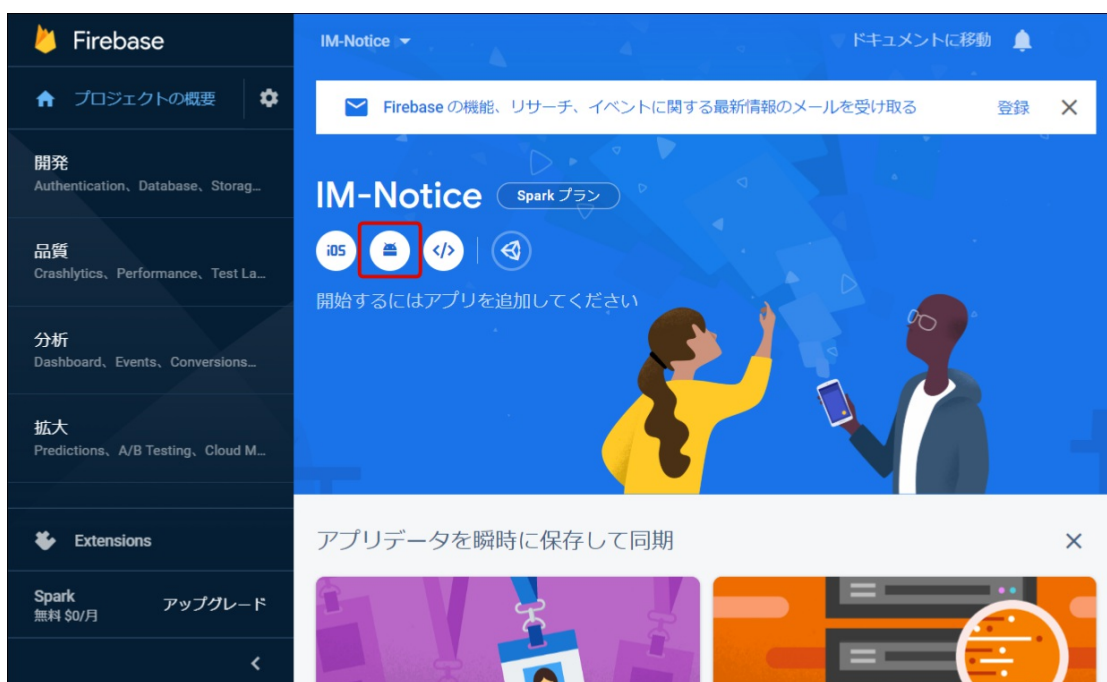 Firebase
IM-Notice
ドキュメントに移動
プロジェクトの概要
Firebase の機能、リサーチ、イベントに関する最新情報のメールを受け取る
登録
開発
Authentication、Database、Storag...
IM-Notice
Spark プラン
iOS
</>
品質
Crashlytics、Performance、Test La...
開始するにはアプリを追加してください
分析
Dashboard、Events、Conversions...
拡大
Predictions、A/B Testing、Cloud M...
Extensions
アプリデータを瞬時に保存して同期
Spark
無料 $0/月
アップグレード